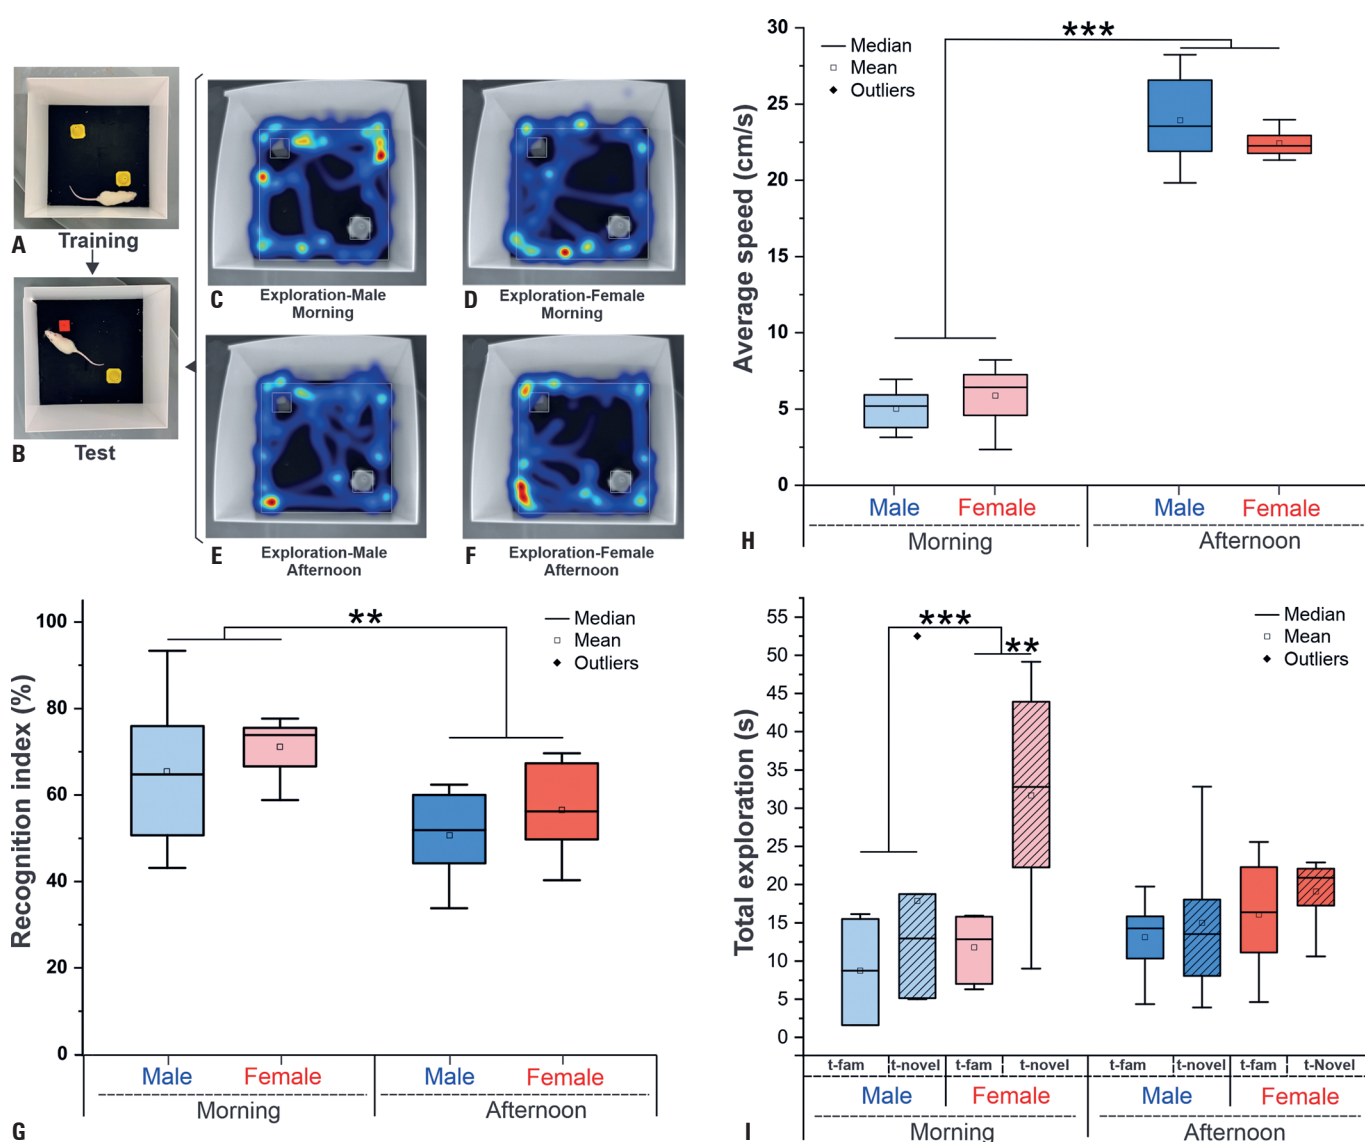 A
Training
B
Test
C
Exploration-Male
Morning
D
Exploration-Female
Morning
E
Exploration-Male
Afternoon
F
Exploration-Female
Afternoon
Average speed (cm/s)
30
25
20
15
10
5
0
Median
Mean
Outliers
***
Male
Female
Male
Female
Morning
Afternoon
H
Recognition index (%)
100
80
60
40
20
0
**
Median
Mean
Outliers
Male
Female
Male
Female
Morning
Afternoon
G
Total exploration (s)
55
50
45
40
35
30
25
20
15
10
5
0
***
**
Median
Mean
Outliers
t-fam
t-novel
t-fam
t-novel
t-fam
t-novel
t-fam
t-Novel
Male
Female
Male
Female
Morning
Afternoon
I